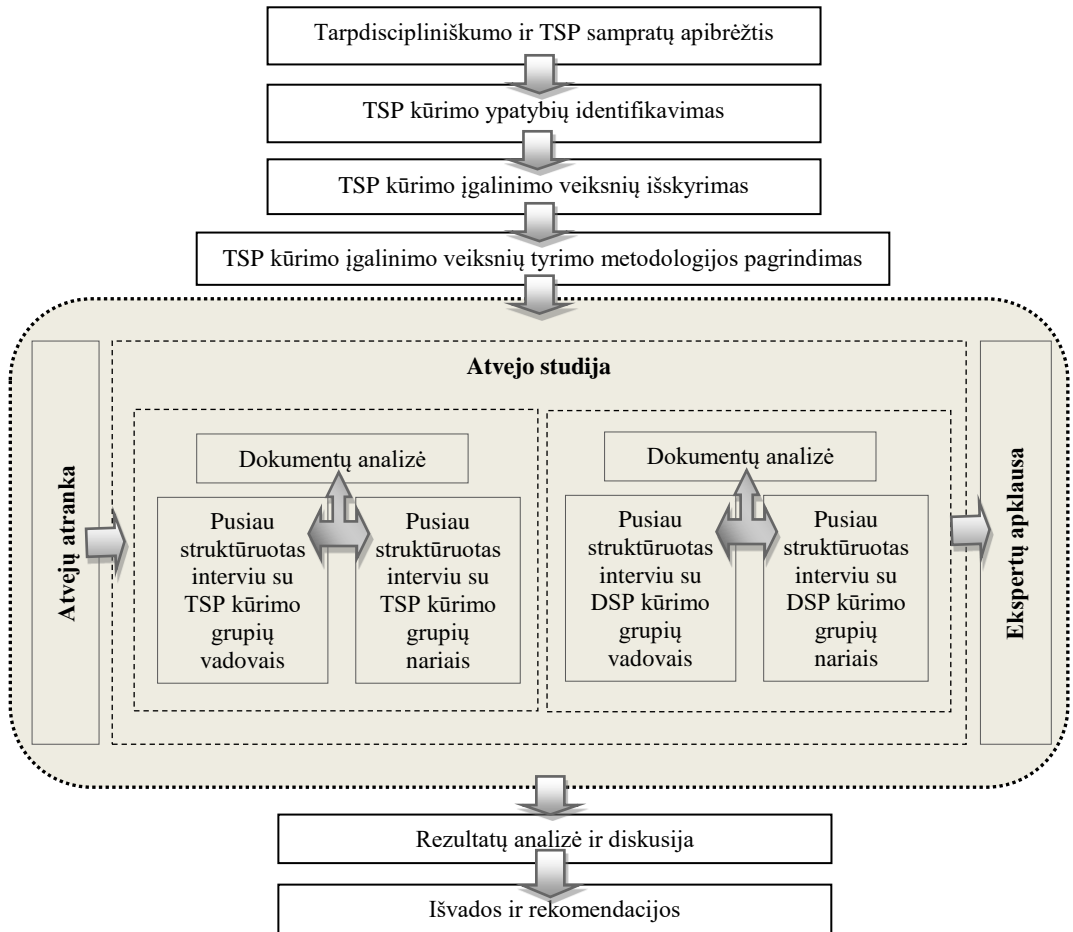 Tarpdiscipliniškumo ir TSP sampratų apibrėžtis
TSP kūrimo ypatybių identifikavimas
TSP kūrimo įgalinimo veiksnių išskyrimas
TSP kūrimo įgalinimo veiksnių tyrimo metodologijos pagrindimas
Atvejų atranka
Atvejo studija
Dokumentų analizė
Pusiau
struktūruotas
interviu su
TSP kūrimo
grupių
vadovais
Pusiau
struktūruotas
interviu su
TSP kūrimo
grupių
nariais
Dokumentų analizė
Pusiau
struktūruotas
interviu su
DSP kūrimo
grupių
vadovais
Pusiau
struktūruotas
interviu su
DSP kūrimo
grupių
nariais
Ekspertų apklausa
Rezultatų analizė ir diskusija
Išvados ir rekomendacijos